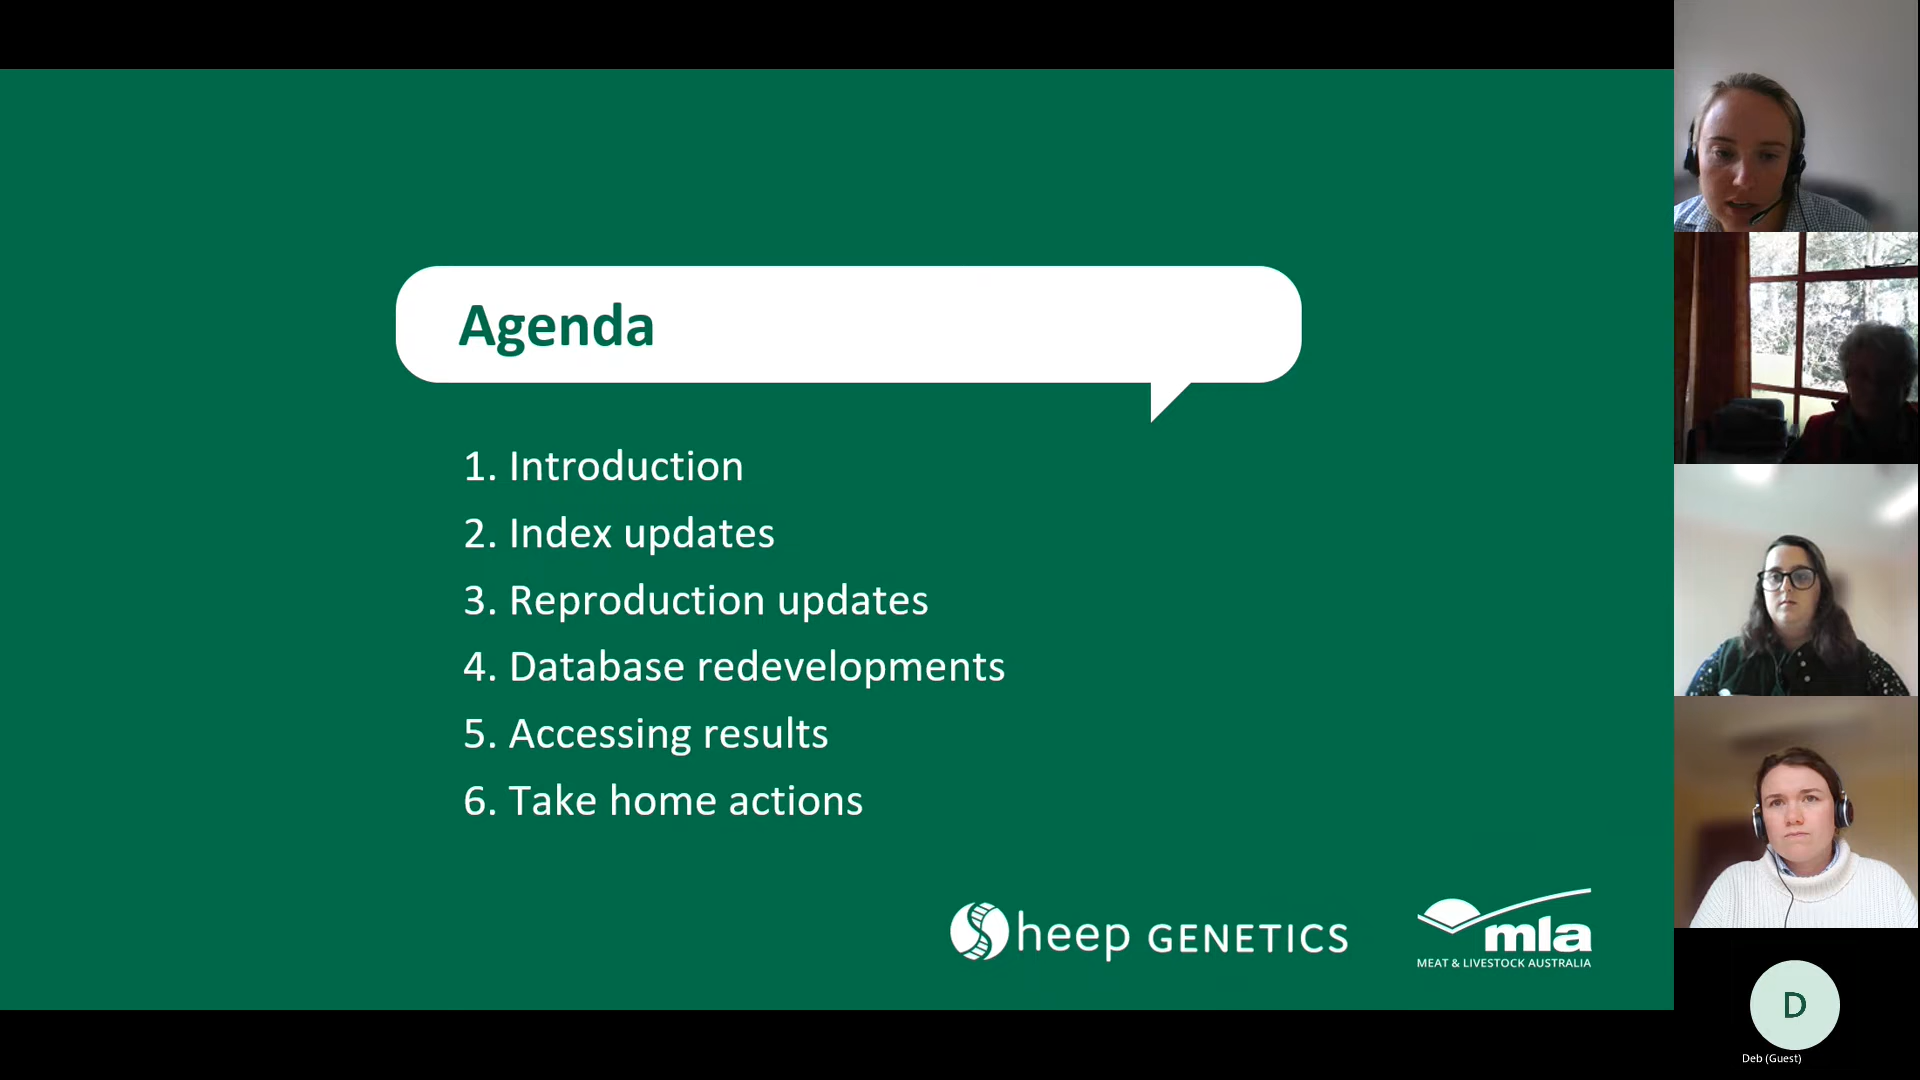 Agenda
1. Introduction
2. Index updates
3. Reproduction updates
4. Database redevelopments
5. Accessing results
6. Take home actions
Sheep GENETICS
mla
MEAT & LIVESTOCK AUSTRALIA
D
Deb (Guest)